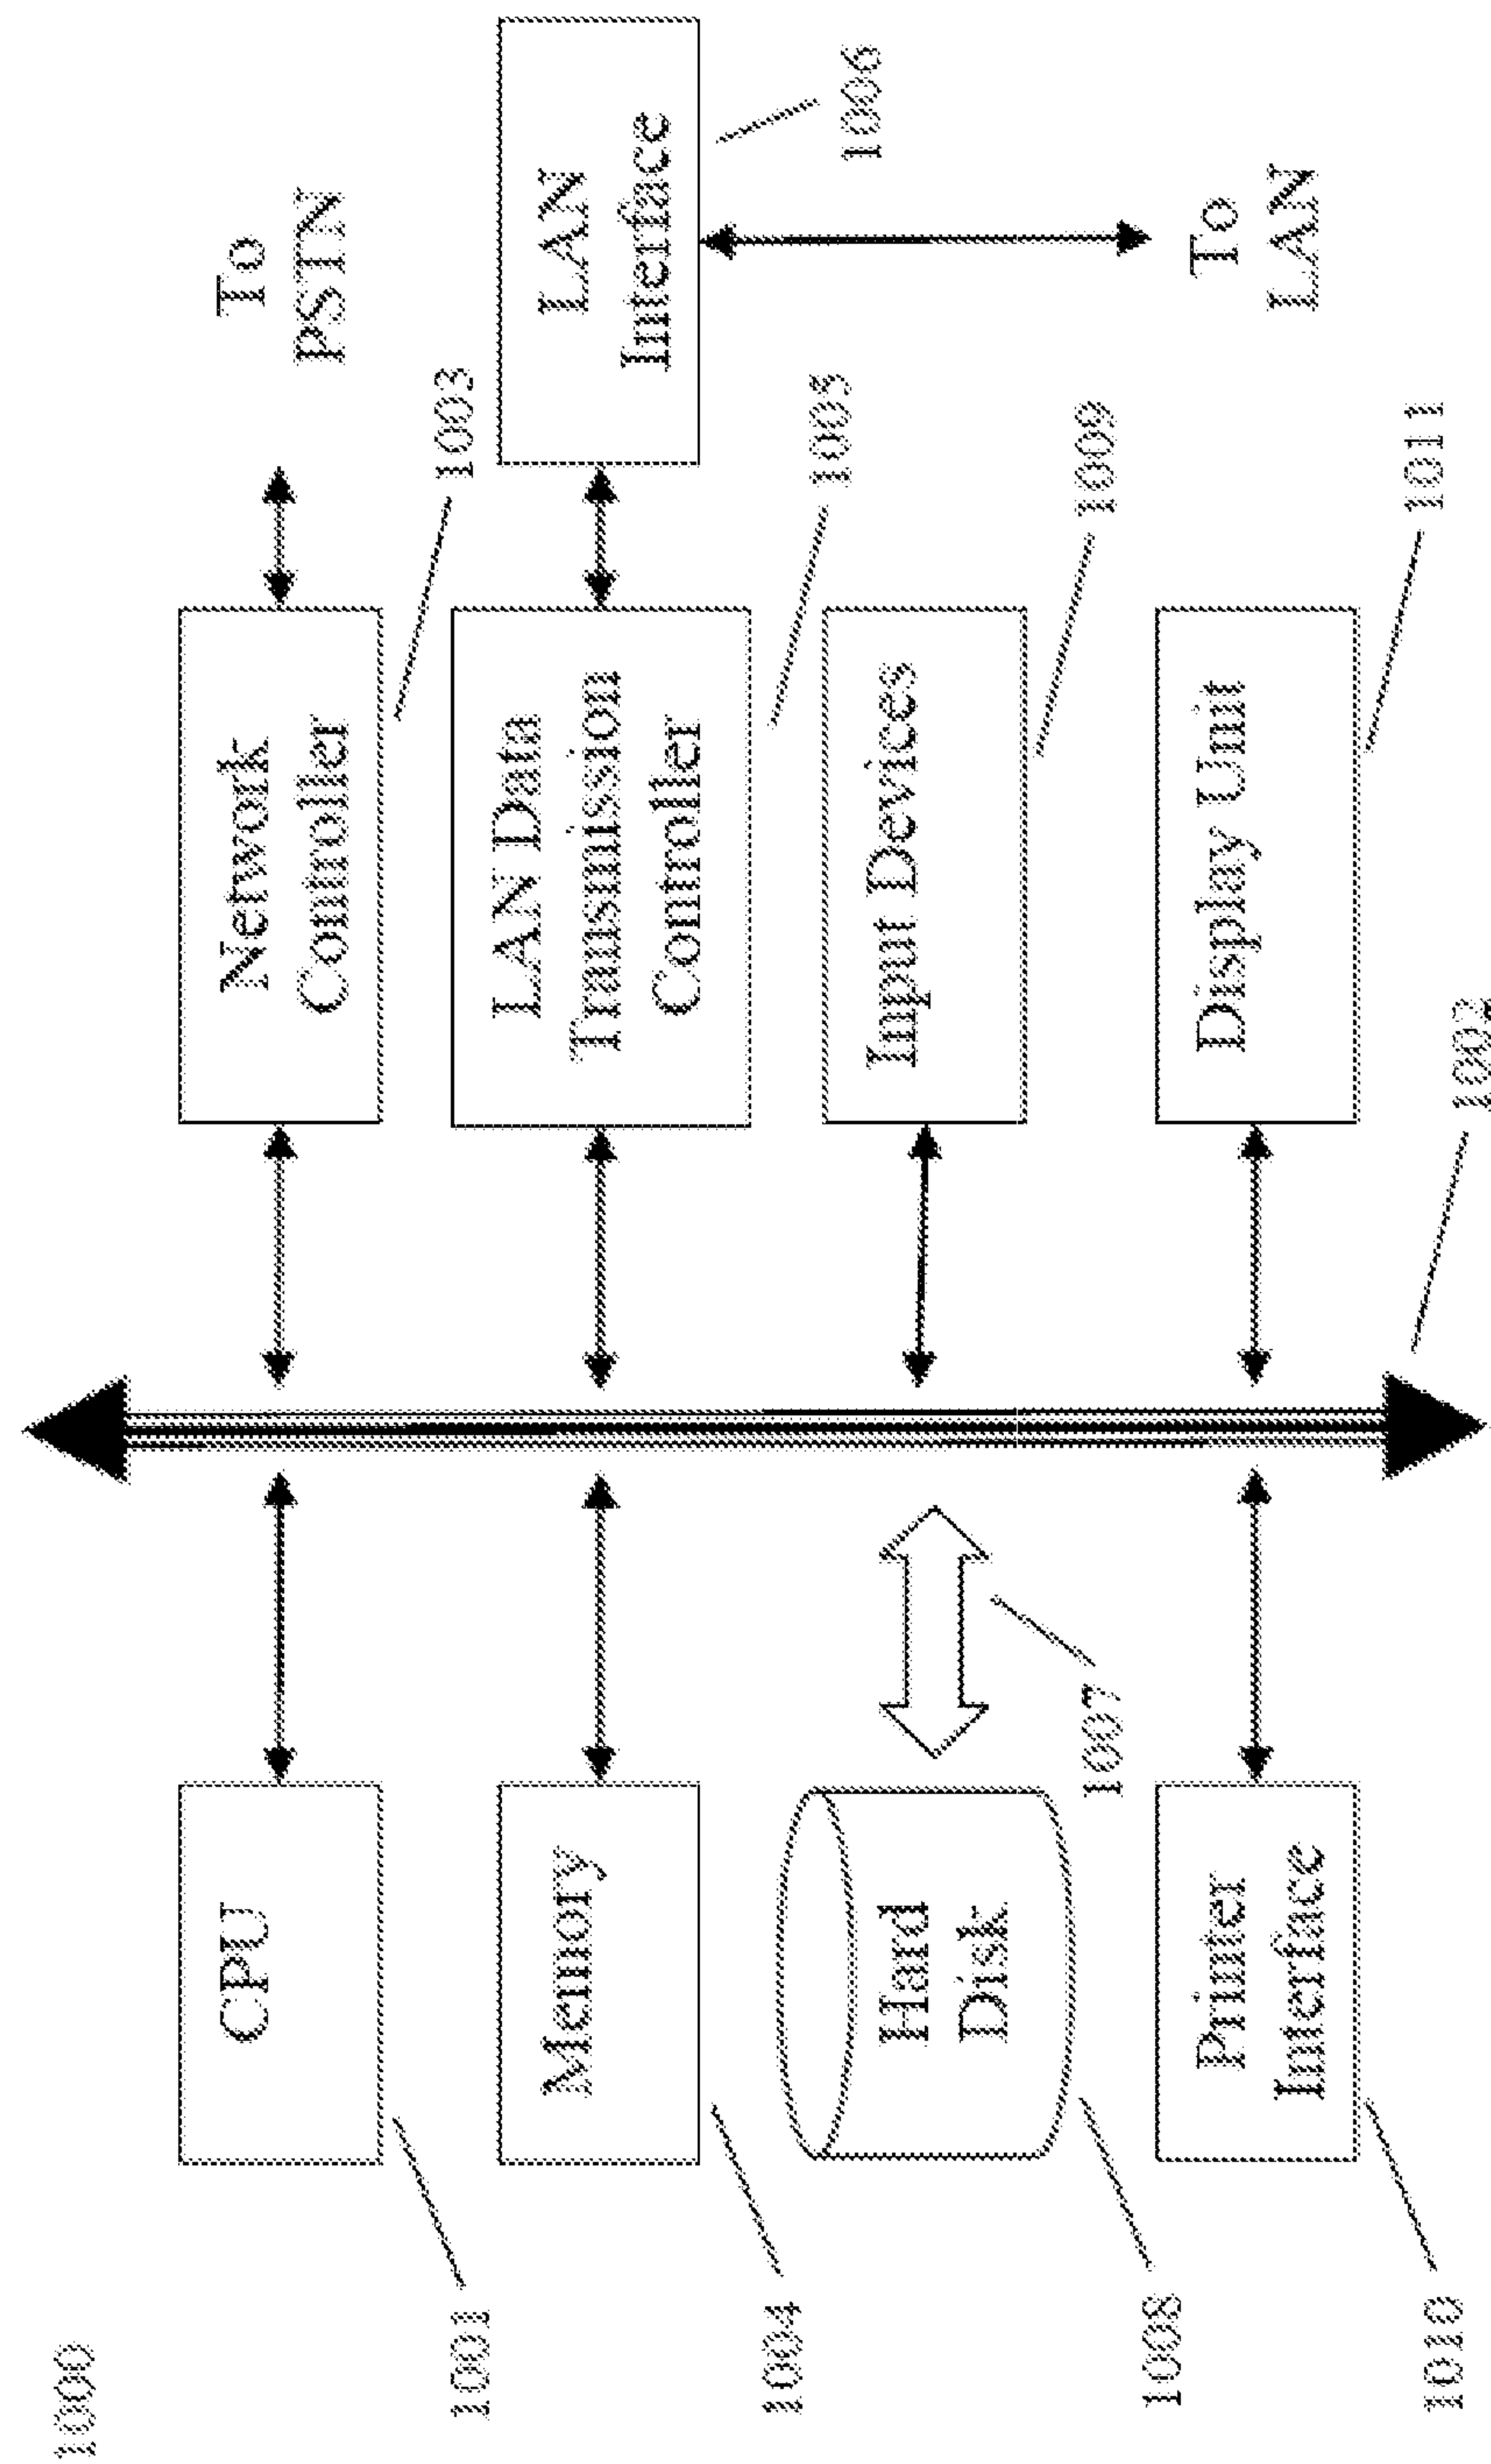 1000
CPU
1001
Memory
1004
Hard
Disk
1008
1007
Printer
Interface
1010
1002
Network
Controller
1003
To
PSTN
LAN Data
Transmission
Controller
1005
LAN
Interface
1006
To
LAN
Input Devices
1009
Display Unit
1011